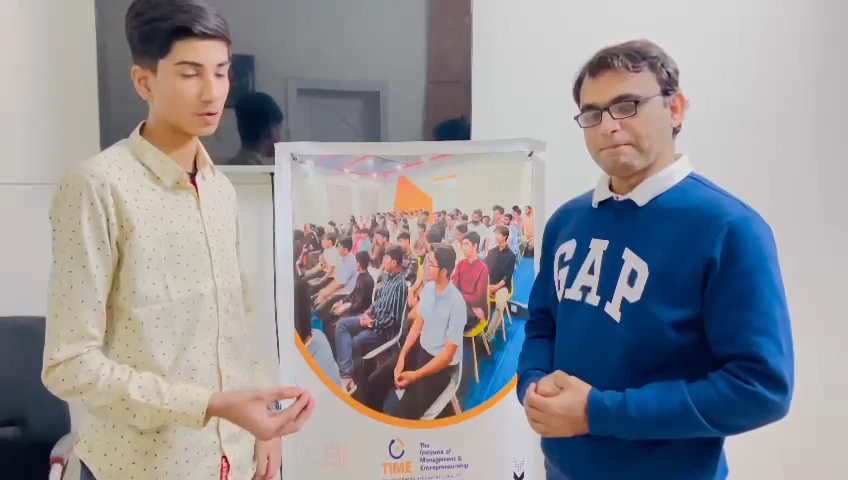 GAP
TIME
The
Institute of
Management &
Entrepreneurship